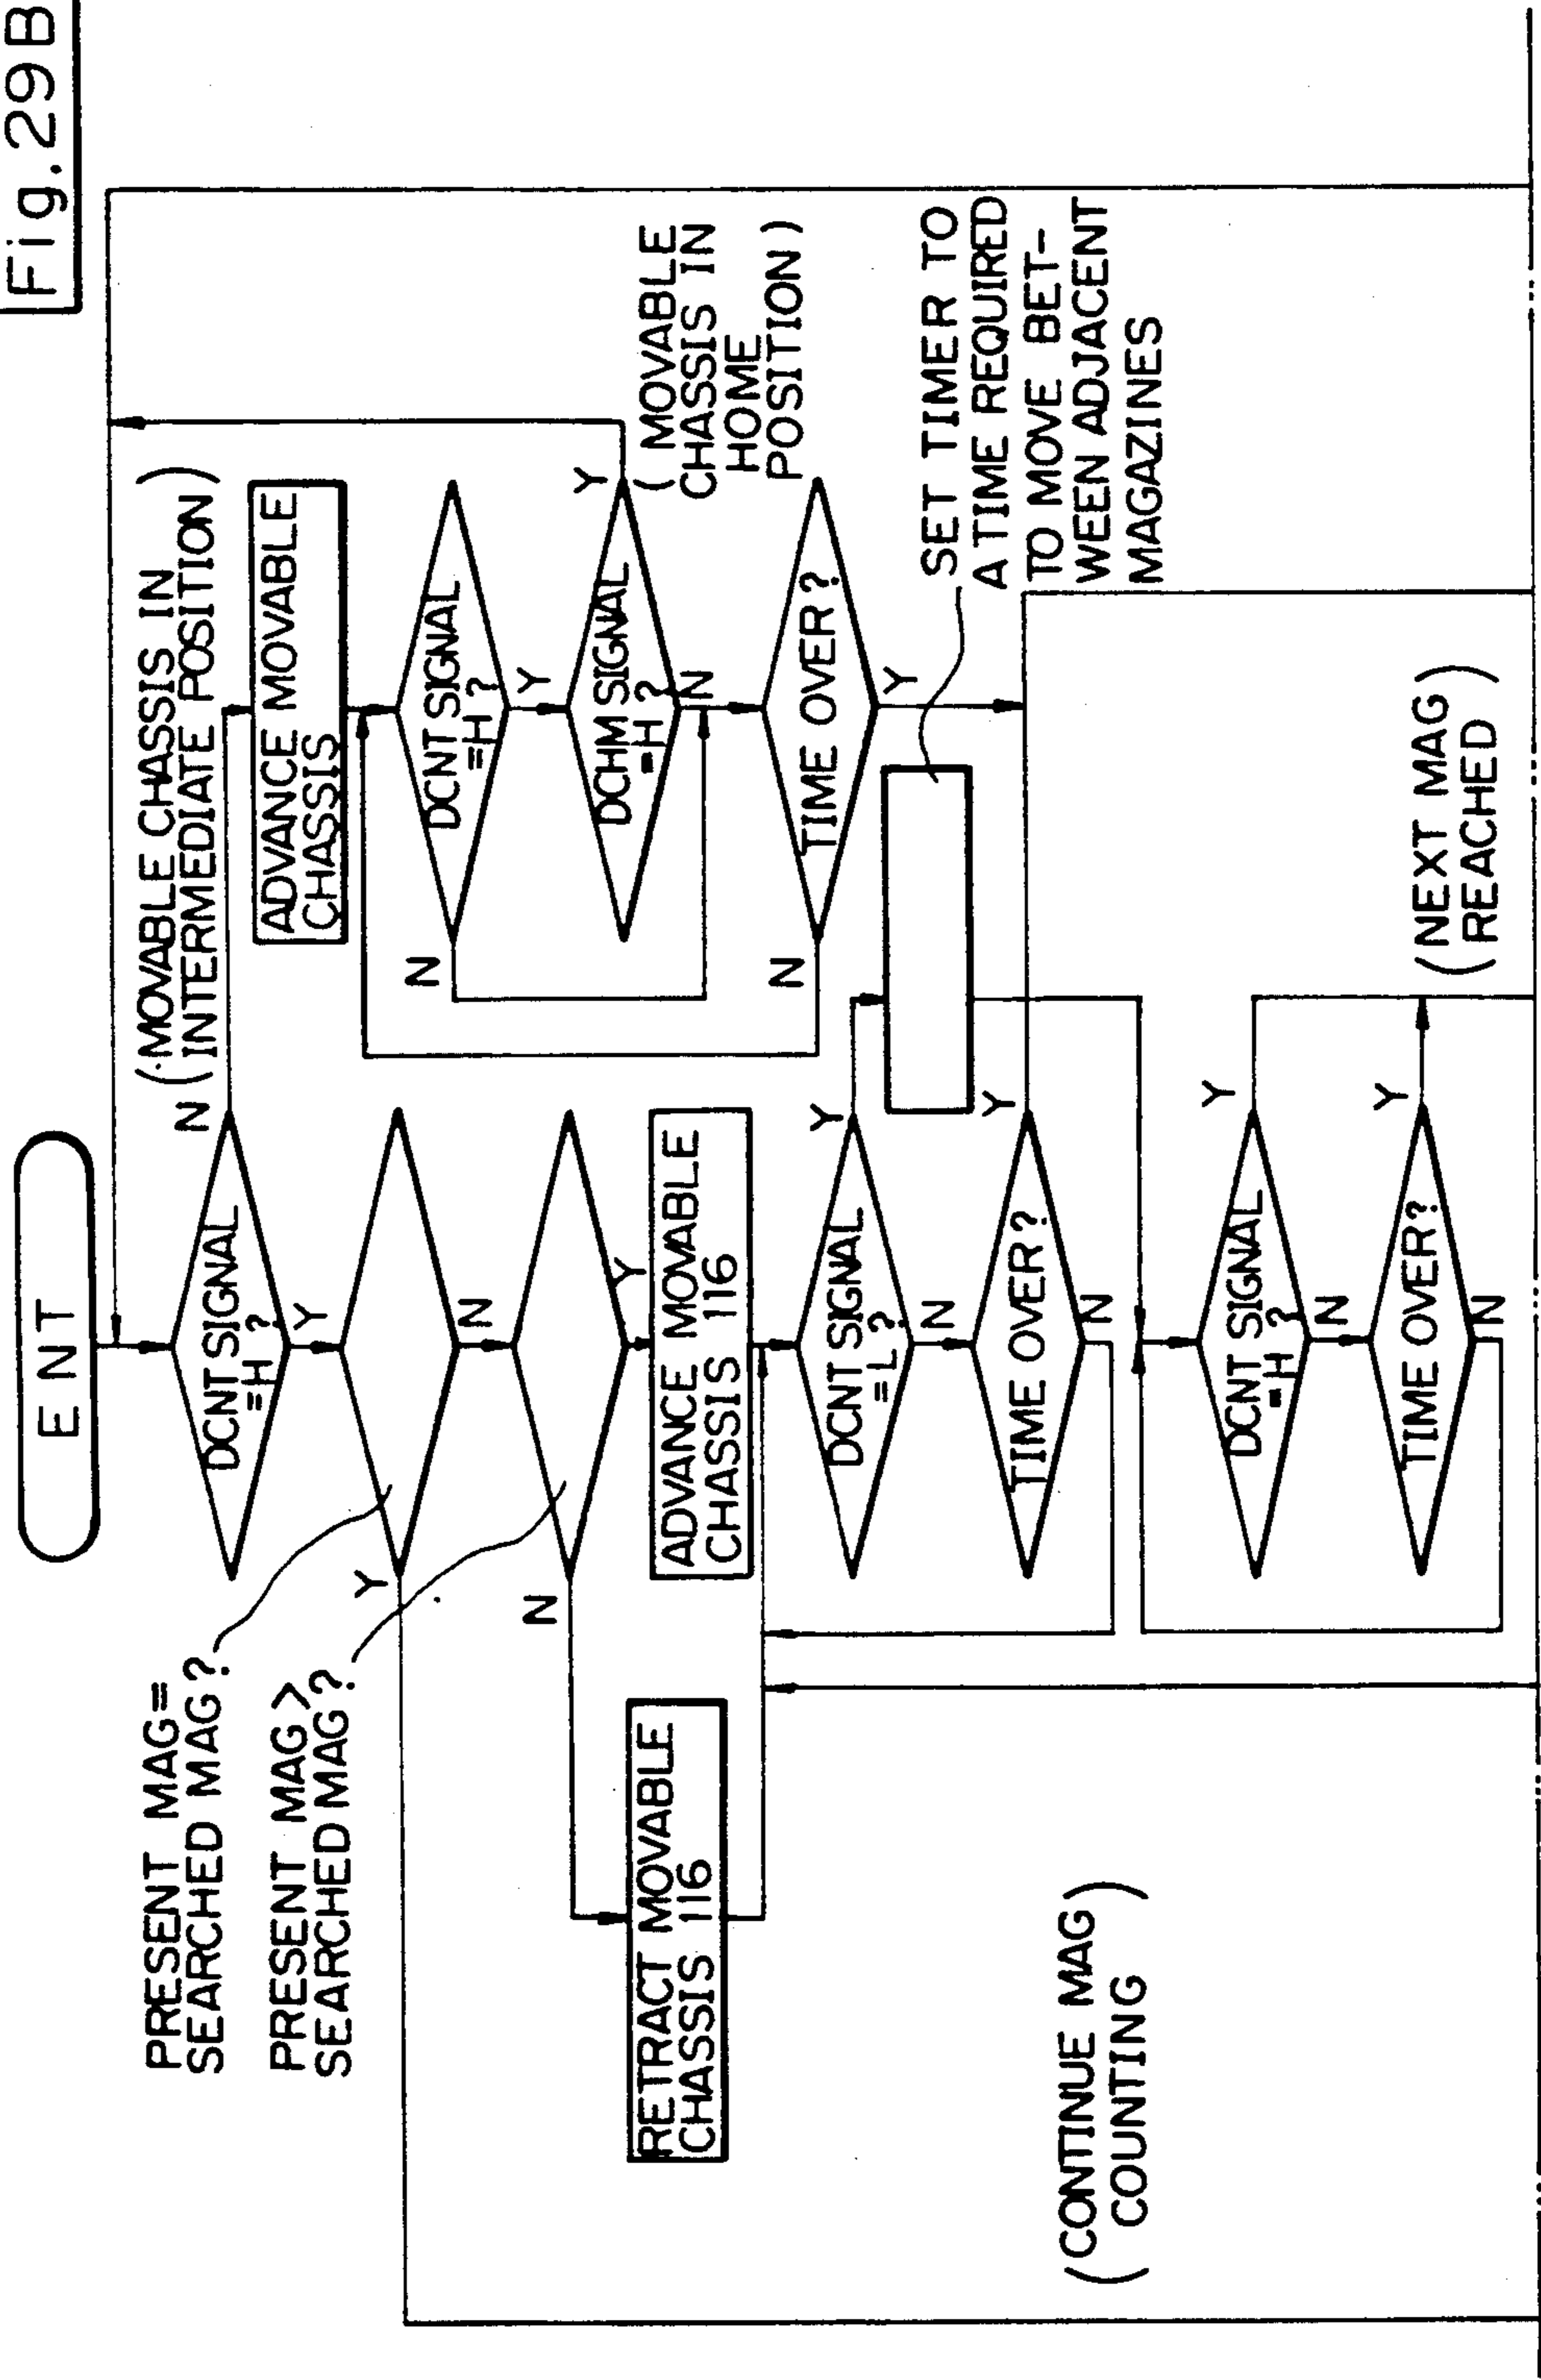 Fig. 29B
ENT
N
(MOVABLE CHASSIS IN
INTERMEDIATE POSITION)
DCNT SIGNAL
=H ?
Y
PRESENT MAG=
SEARCHED MAG?
Y
N
PRESENT MAG>
SEARCHED MAG?
N
Y
RETRACT MOVABLE
CHASSIS 116
ADVANCE MOVABLE
CHASSIS 116
DCNT SIGNAL
=L ?
Y
N
TIME OVER?
Y
N
ADVANCE MOVABLE
CHASSIS
DCNT SIGNAL
=H ?
N
Y
DCHM SIGNAL
=H ?
Y
N
(MOVABLE
CHASSIS IN
HOME
POSITION)
TIME OVER?
N
Y
SET TIMER TO
A TIME REQUIRED
TO MOVE BET-
WEEN ADJACENT
MAGAZINES
(CONTINUE MAG
COUNTING)
DCNT SIGNAL
=H ?
Y
N
TIME OVER?
Y
N
(NEXT MAG
REACHED)